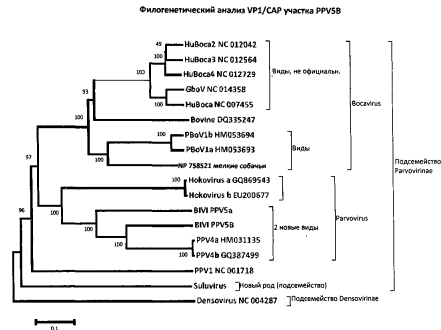 Филогенетический анализ VP1/CAP участка PPV5B
49
HuBoca2 NC 012042
100
HuBoca3 NC 012564
100
HuBoca4 NC 012729
Виды, не официальн.
93
GboV NC 014358
100
HuBoca NC 007455
Bocavirus
100
Bovine DQ335247
PBoV1b HM053694
100
PBoV1a HM053693
Виды
100
NP 758521 мелкие собачьи
97
Подсемейство
Parvovirinae
Hokovirus a GQ869543
100
100
Hokovirus b EU200677
96
BIVI PPV5a
Parvovirus
100
BIVI PPV5B
2 новые виды
100
PPV4a HM031135
100
PPV4b GQ387499
PPV1 NC 001718
Suluvirus
Новый род (подсемейство)
Densovirus NC 004287
Подсемейство Densovirinae
0.1